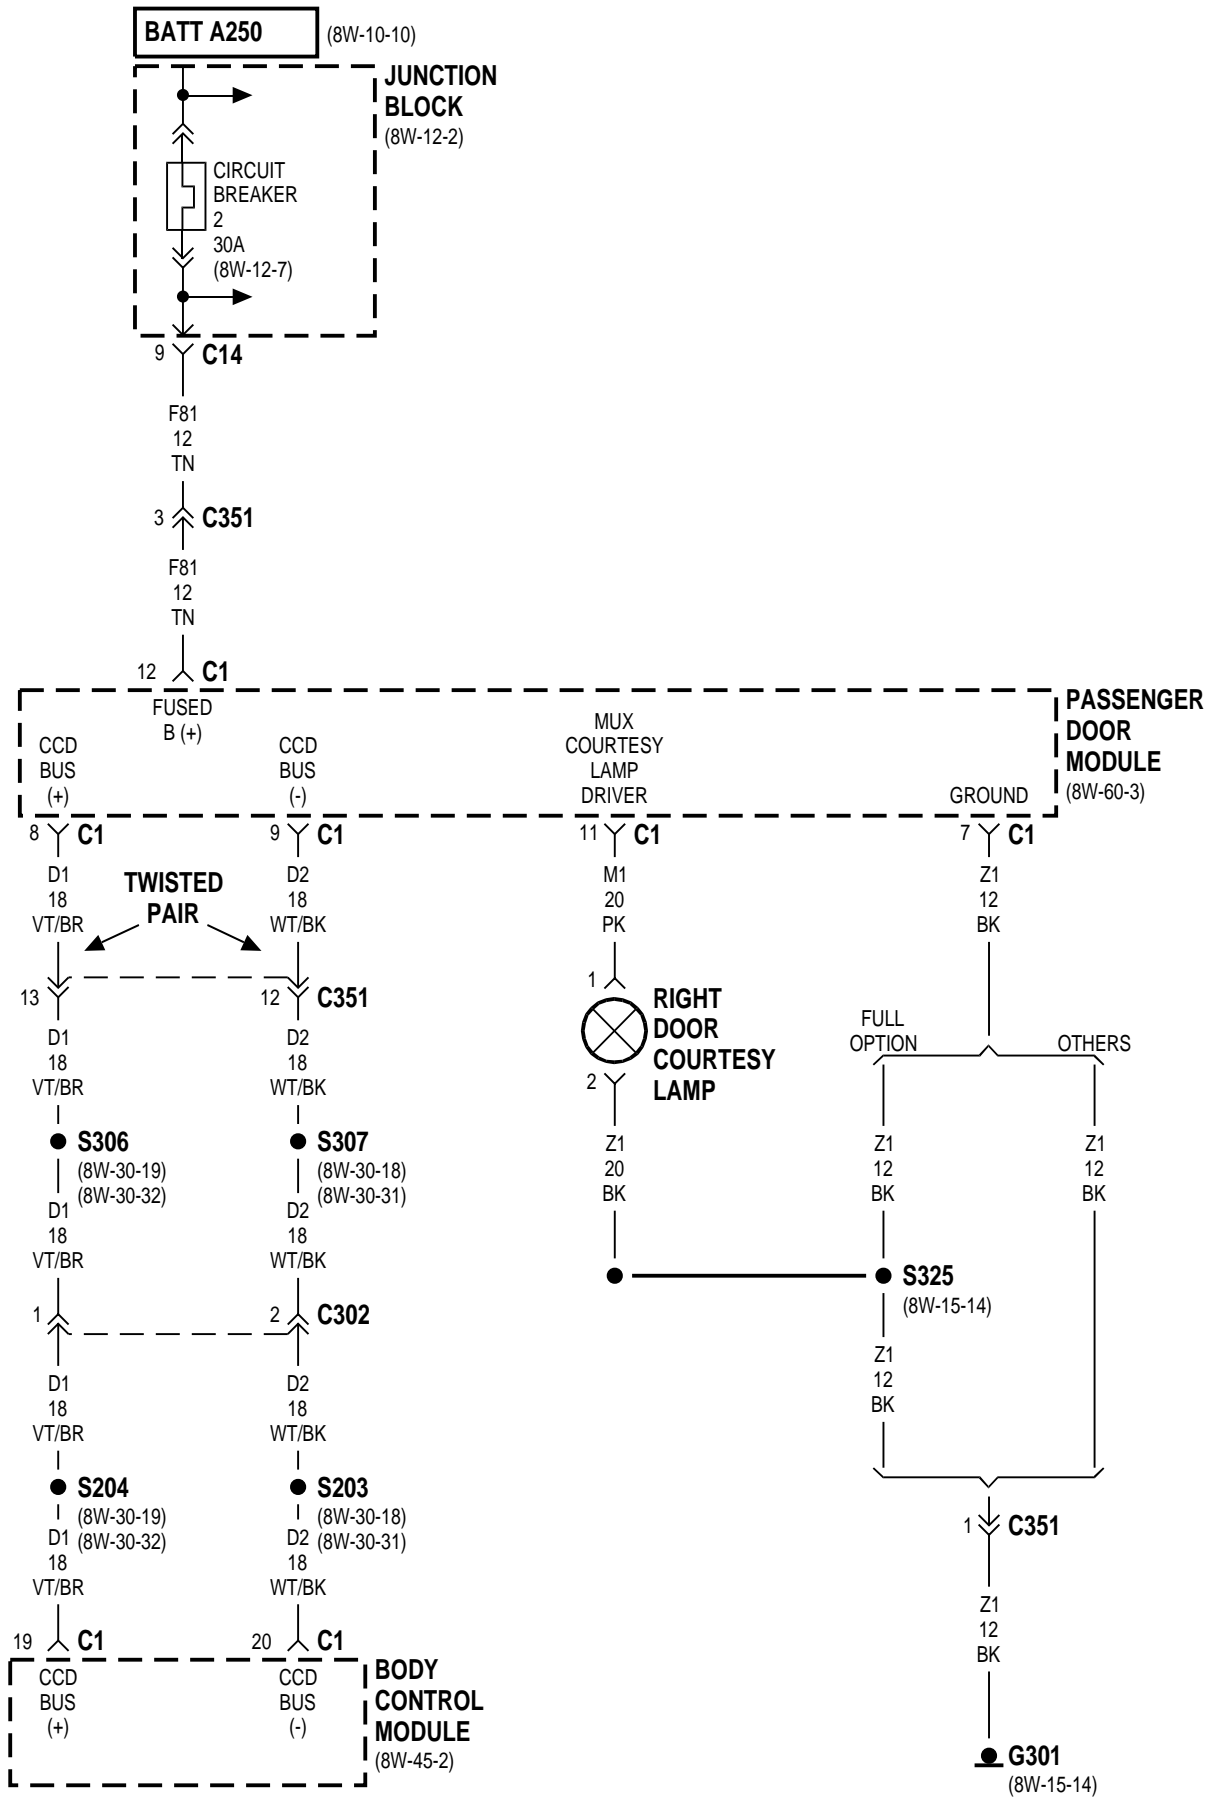 BATT A250
(8W-10-10)
JUNCTION
BLOCK
(8W-12-2)
CIRCUIT
BREAKER
2
30A
(8W-12-7)
9
C14
F81
12
TN
3
C351
F81
12
TN
12
C1
FUSED
B (+)
CCD
BUS
(+)
CCD
BUS
(-)
MUX
COURTESY
LAMP
DRIVER
GROUND
PASSENGER
DOOR
MODULE
(8W-60-3)
8
C1
9
C1
11
C1
7
C1
D1
18
VT/BR
TWISTED
PAIR
D2
18
WT/BK
M1
20
PK
Z1
12
BK
13
12
C351
1
RIGHT
DOOR
COURTESY
LAMP
2
FULL
OPTION
OTHERS
D1
18
VT/BR
D2
18
WT/BK
S306
(8W-30-19)
(8W-30-32)
S307
(8W-30-18)
(8W-30-31)
Z1
20
BK
Z1
12
BK
Z1
12
BK
D1
18
VT/BR
D2
18
WT/BK
S325
(8W-15-14)
1
2
C302
Z1
12
BK
D1
18
VT/BR
D2
18
WT/BK
S204
(8W-30-19)
(8W-30-32)
S203
(8W-30-18)
(8W-30-31)
1
C351
D1
18
VT/BR
D2
18
WT/BK
Z1
12
BK
19
C1
20
C1
CCD
BUS
(+)
CCD
BUS
(-)
BODY
CONTROL
MODULE
(8W-45-2)
G301
(8W-15-14)